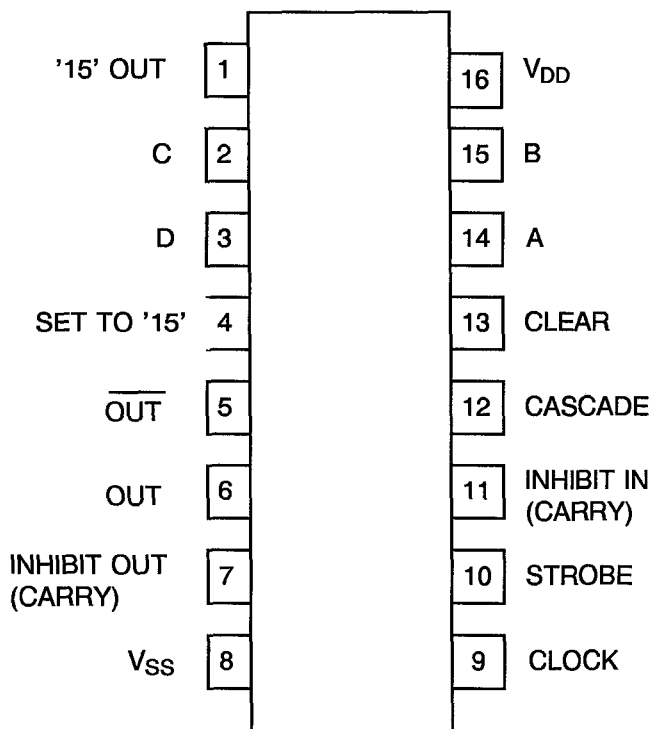 '15' OUT 1
C 2
D 3
SET TO '15' 4
OUT 5
OUT 6
INHIBIT OUT
(CARRY) 7
VSS 8
16 VDD
15 B
14 A
13 CLEAR
12 CASCADE
11 INHIBIT IN
(CARRY)
10 STROBE
9 CLOCK